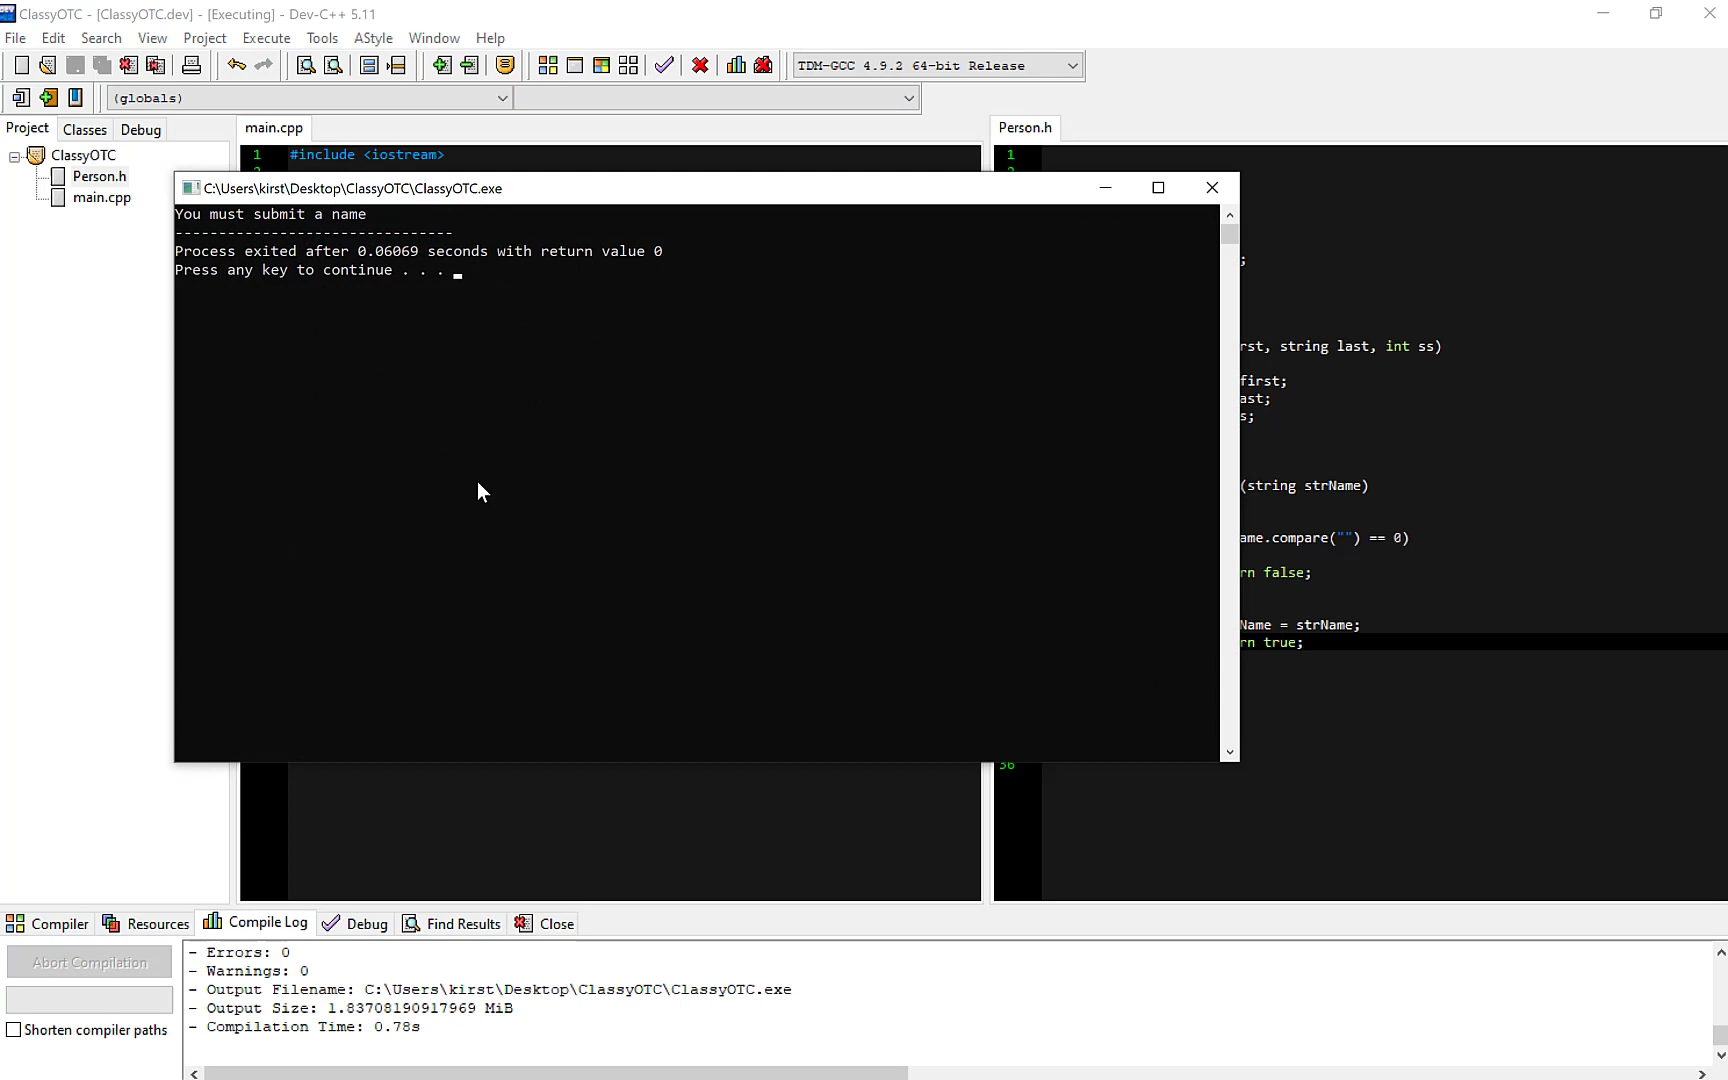 ClassyOTC - [ClassyOTC.dev] - [Executing] - Dev-C++ 5.11
File Edit Search View Project Execute Tools AStyle Window Help
TDM-GCC 4.9.2 64-bit Release
(globals)
Project Classes Debug
main.cpp
Person.h
ClassyOTC
Person.h
main.cpp
1 #include <iostream>
1
C:\Users\kirst\Desktop\ClassyOTC\ClassyOTC.exe
You must submit a name
--------------------------------
Process exited after 0.06069 seconds with return value 0
Press any key to continue . . .
;
rst, string last, int ss)
first;
ast;
s;
(string strName)
ame.compare("") == 0)
rn false;
Name = strName;
rn true;
36
Compiler Resources Compile Log Debug Find Results Close
Abort Compilation
Shorten compiler paths
- Errors: 0
- Warnings: 0
- Output Filename: C:\Users\kirst\Desktop\ClassyOTC\ClassyOTC.exe
- Output Size: 1.83708190917969 MiB
- Compilation Time: 0.78s